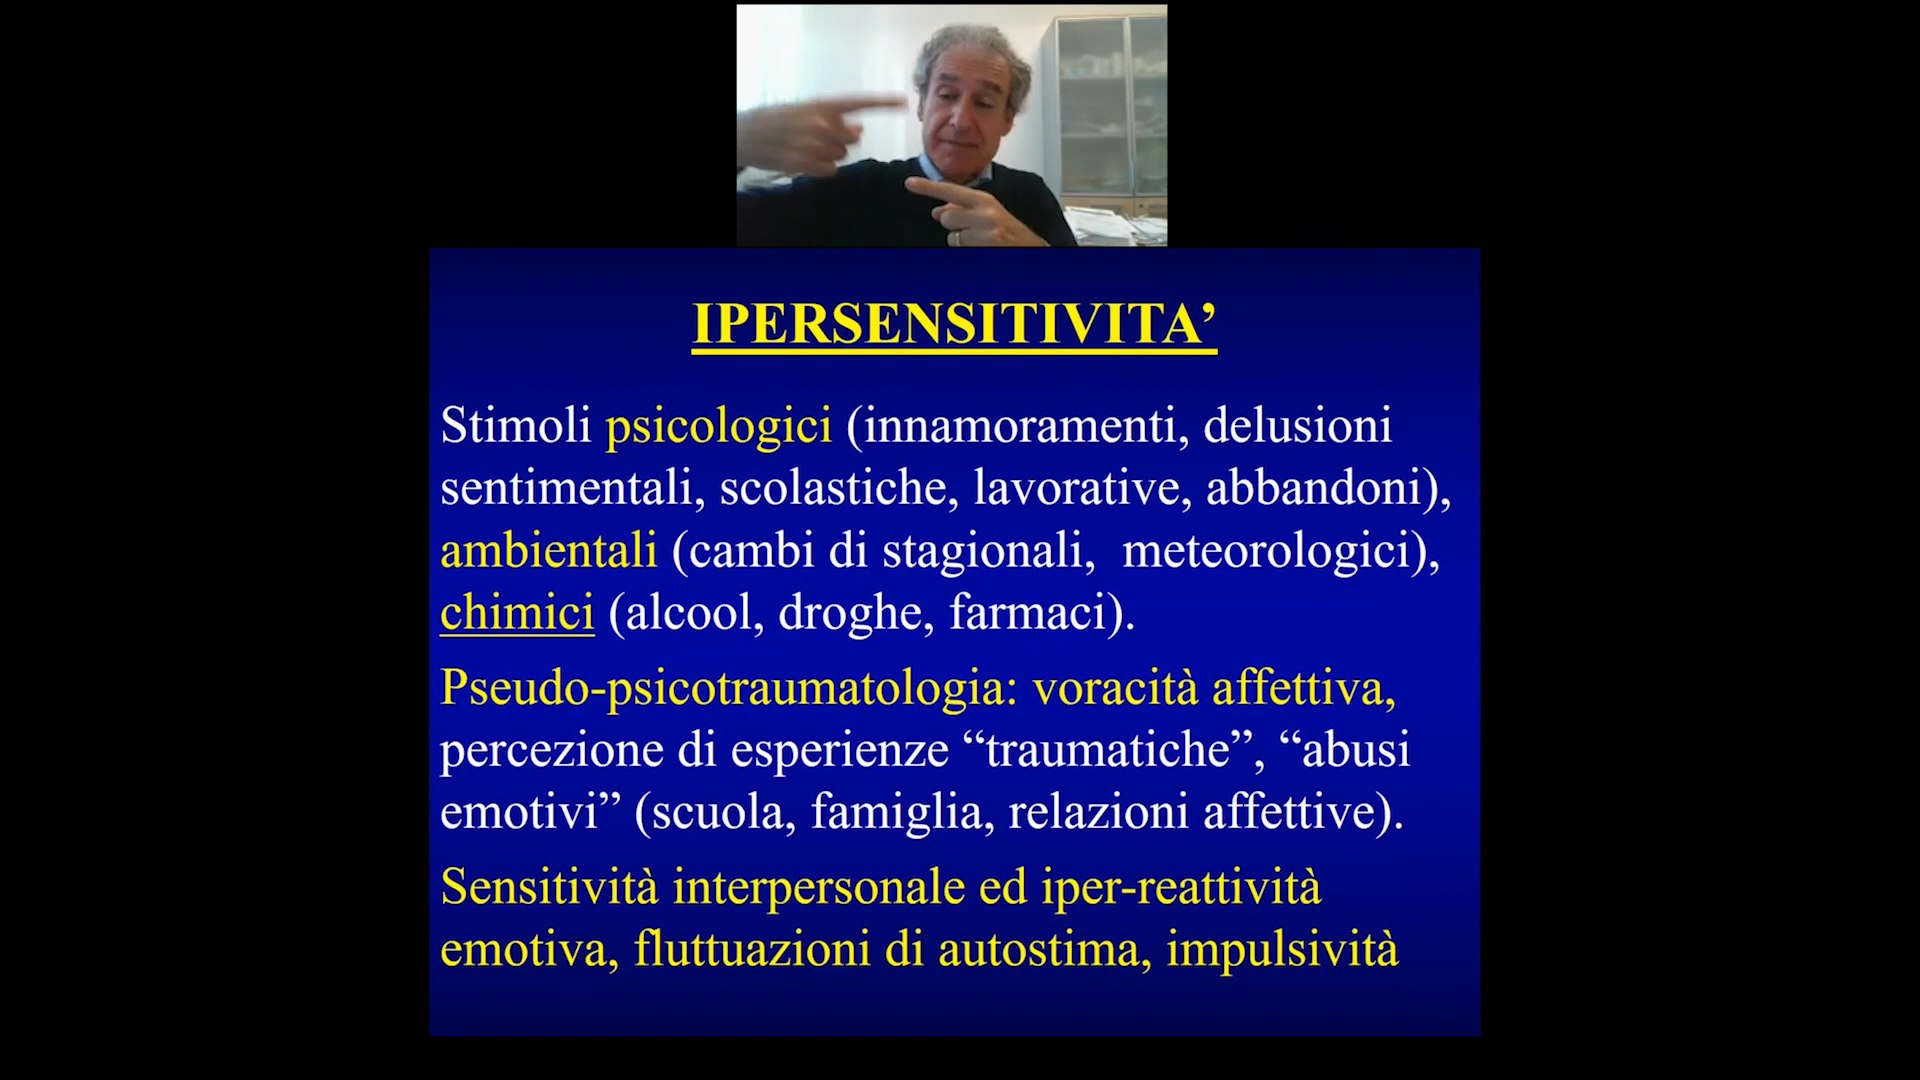 IPERSENSITIVITA’
Stimoli psicologici (innamoramenti, delusioni
sentimentali, scolastiche, lavorative, abbandoni),
ambientali (cambi di stagionali,  meteorologici),
chimici (alcool, droghe, farmaci).
Pseudo-psicotraumatologia: voracità affettiva,
percezione di esperienze “traumatiche”, “abusi
emotivi” (scuola, famiglia, relazioni affettive).
Sensitività interpersonale ed iper-reattività
emotiva, fluttuazioni di autostima, impulsività